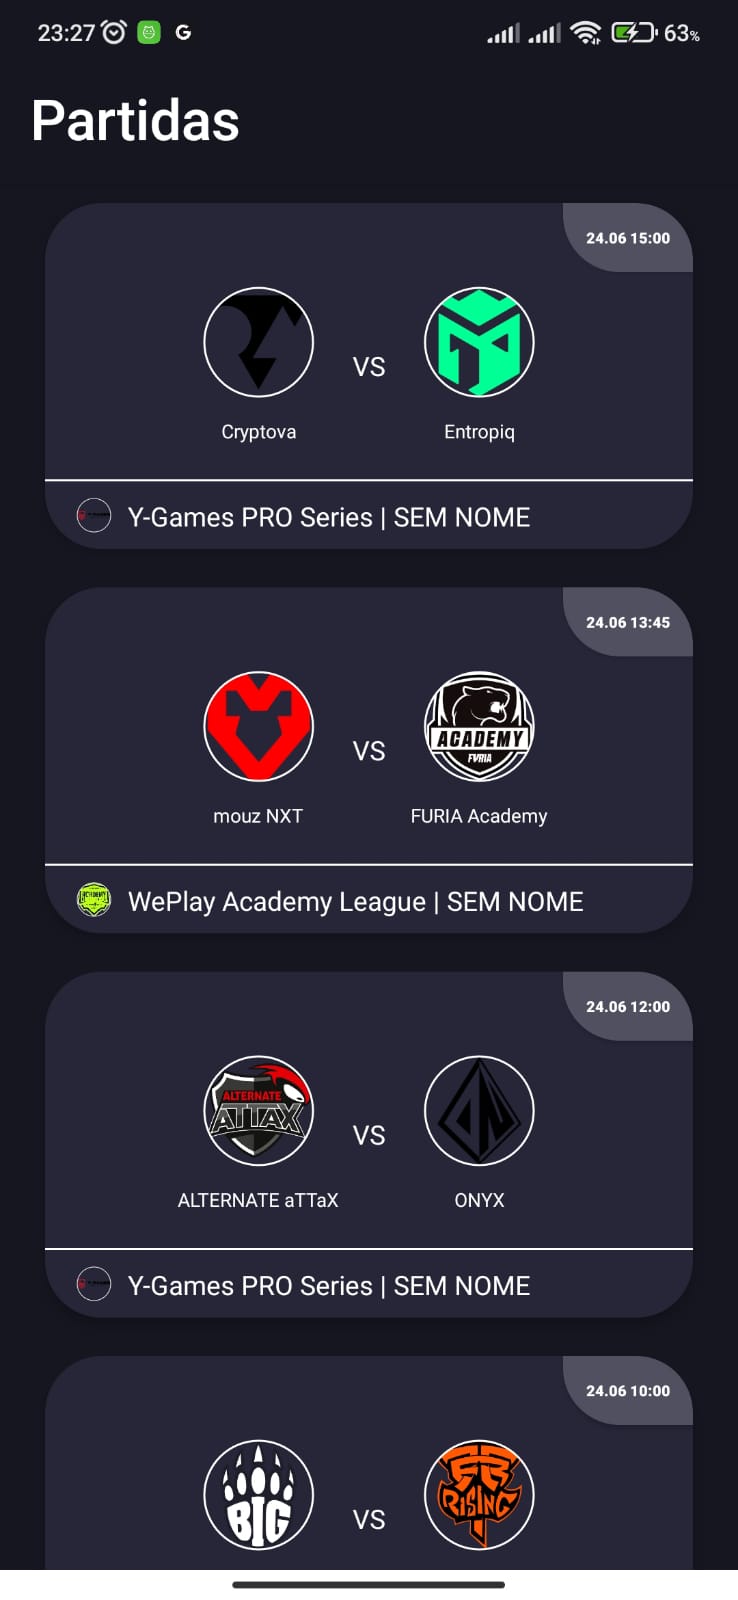 23:27
G
63%
Partidas
24.06 15:00
VS
Cryptova
Entropiq
Y-Games PRO Series | SEM NOME
24.06 13:45
ACADEMY
FURIA
VS
mouz NXT
FURIA Academy
WePlay Academy League | SEM NOME
24.06 12:00
ALTERNATE
ATTAX
VS
ALTERNATE aTTaX
ONYX
Y-Games PRO Series | SEM NOME
24.06 10:00
BIG
VS
RISING